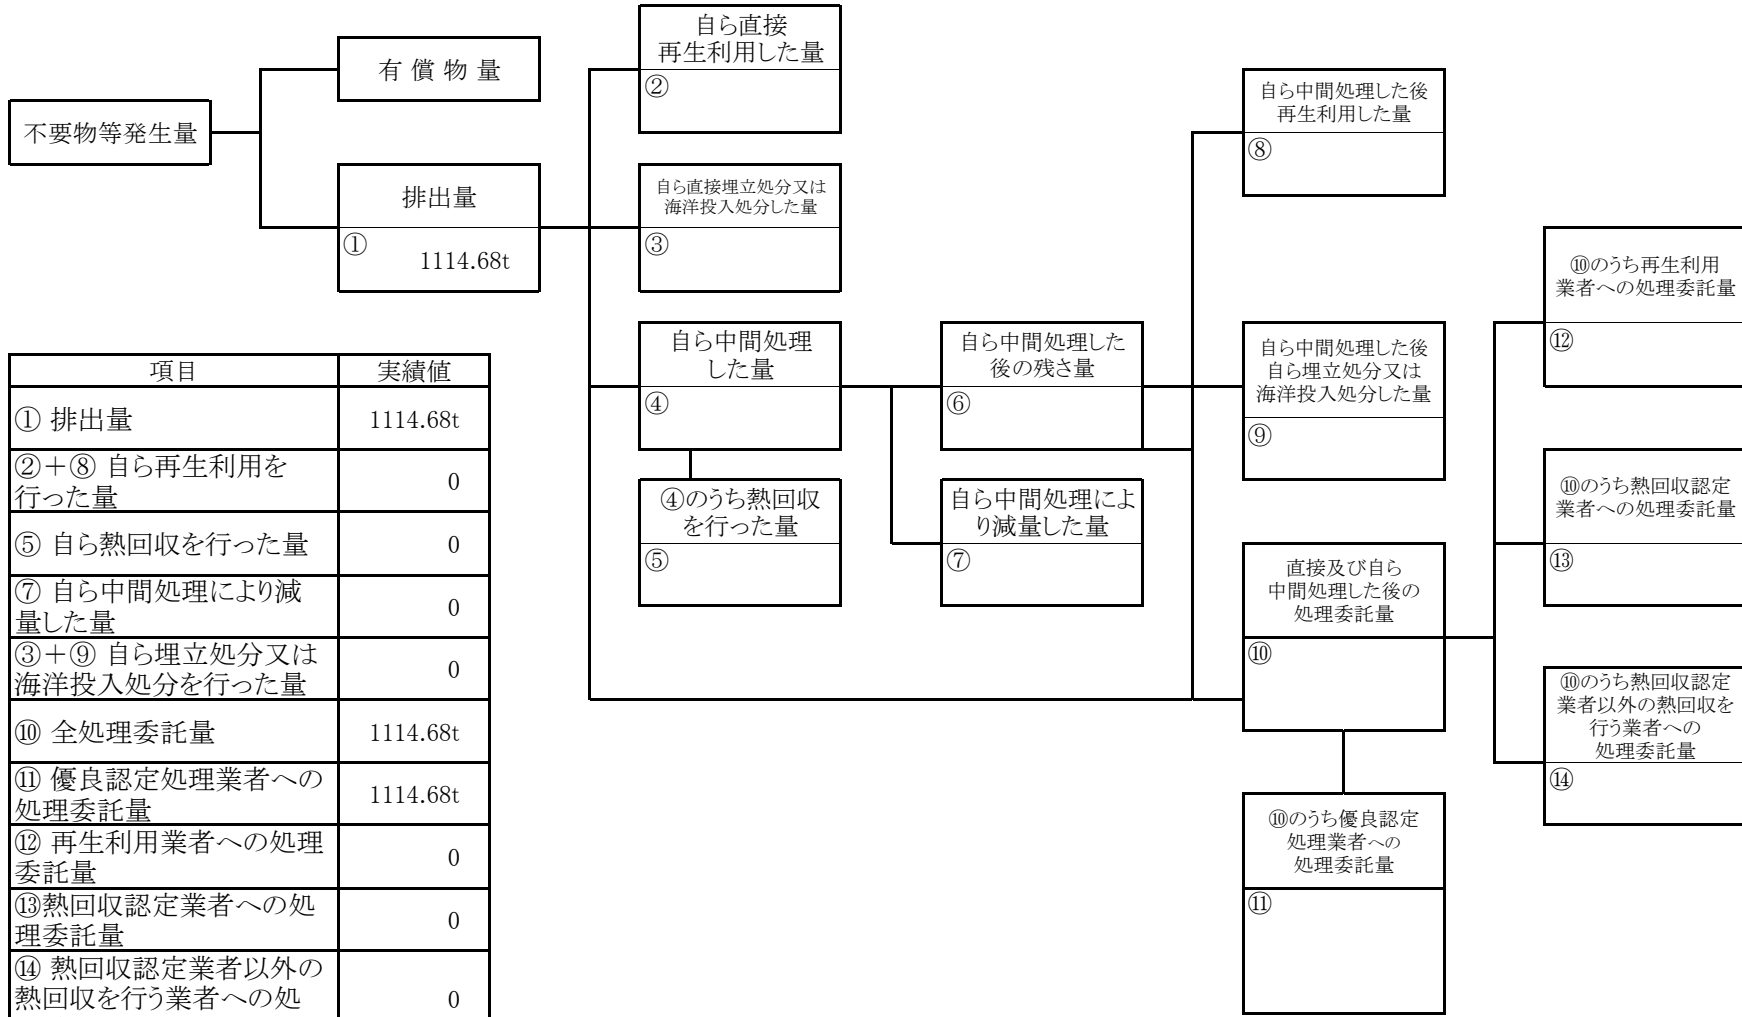 自ら直接
再生利用した量
②
有 償 物 量
不要物等発生量
排出量
①
1114.68t
自ら直接埋立処分又は
海洋投入処分した量
③
自ら中間処理した後
再生利用した量
⑧
自ら中間処理
した量
④
自ら中間処理した
後の残さ量
⑥
自ら中間処理した後
自ら埋立処分又は
海洋投入処分した量
⑨
④のうち熱回収
を行った量
⑤
自ら中間処理によ
り減量した量
⑦
直接及び自ら
中間処理した後の
処理委託量
⑩
⑩のうち優良認定
処理業者への
処理委託量
⑪
⑩のうち再生利用
業者への処理委託量
⑫
⑩のうち熱回収認定
業者への処理委託量
⑬
⑩のうち熱回収認定
業者以外の熱回収を
行う業者への
処理委託量
⑭
項目 実績値
① 排出量 1114.68t
②＋⑧ 自ら再生利用を
行った量 0
⑤ 自ら熱回収を行った量 0
⑦ 自ら中間処理により減
量した量 0
③＋⑨ 自ら埋立処分又は
海洋投入処分を行った量 0
⑩ 全処理委託量 1114.68t
⑪ 優良認定処理業者への
処理委託量 1114.68t
⑫ 再生利用業者への処理
委託量 0
⑬熱回収認定業者への処
理委託量 0
⑭ 熱回収認定業者以外の
熱回収を行う業者への処 0